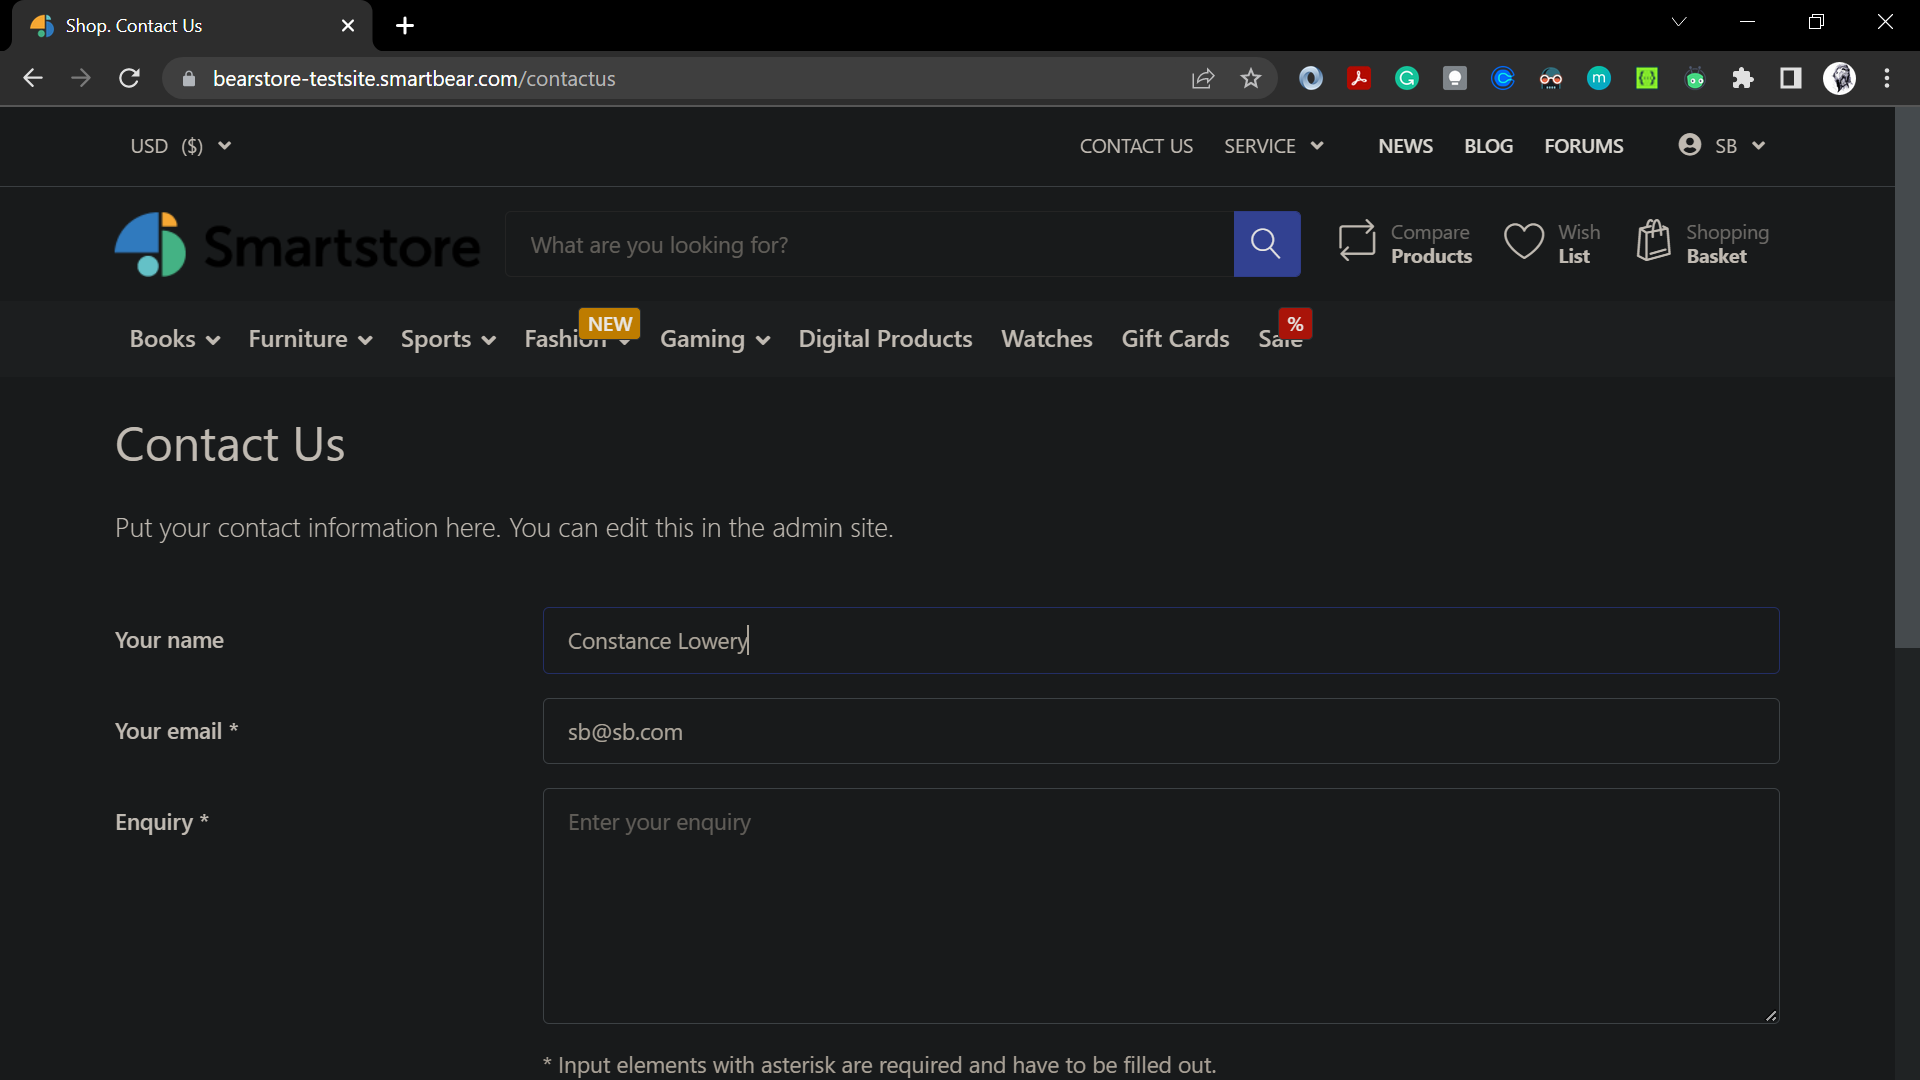 Shop. Contact Us
bearstore-testsite.smartbear.com/contactus
USD ($)
CONTACT US
SERVICE
NEWS
BLOG
FORUMS
SB
Smartstore
What are you looking for?
Compare
Products
Wish
List
Shopping
Basket
Books
Furniture
Sports
Fashion
NEW
Gaming
Digital Products
Watches
Gift Cards
Sale
%
Contact Us
Put your contact information here. You can edit this in the admin site.
Your name
Constance Lowery
Your email *
sb@sb.com
Enquiry *
Enter your enquiry
* Input elements with asterisk are required and have to be filled out.